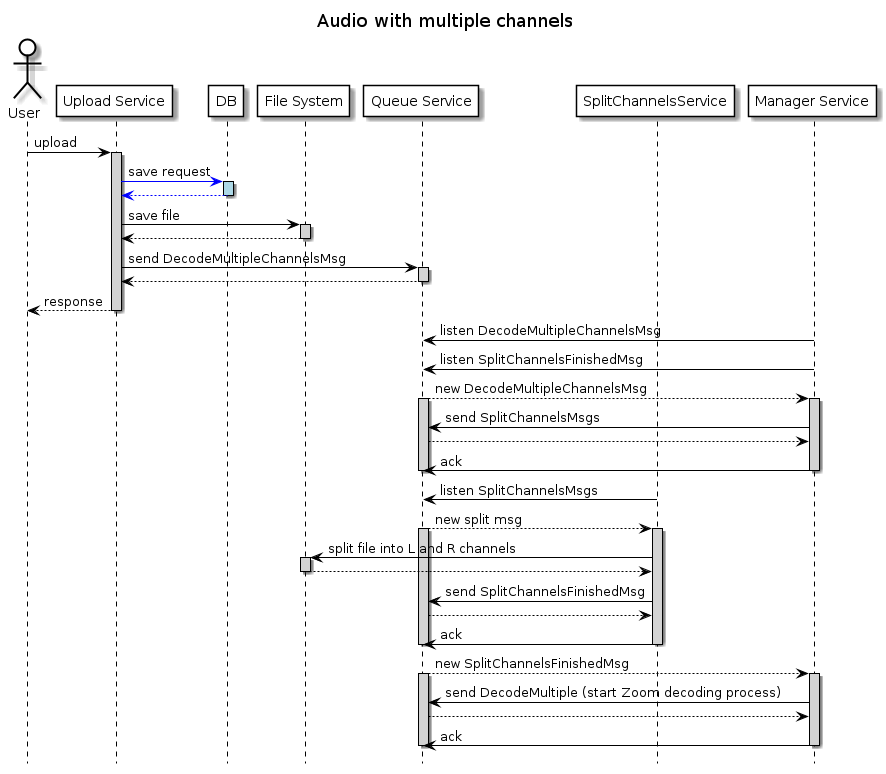 Audio with multiple channels
User
Upload Service
DB
File System
Queue Service
SplitChannelsService
Manager Service
upload
save request
save file
send DecodeMultipleChannelsMsg
response
listen DecodeMultipleChannelsMsg
listen SplitChannelsFinishedMsg
new DecodeMultipleChannelsMsg
send SplitChannelsMsgs
ack
listen SplitChannelsMsgs
new split msg
split file into L and R channels
send SplitChannelsFinishedMsg
ack
new SplitChannelsFinishedMsg
send DecodeMultiple (start Zoom decoding process)
ack